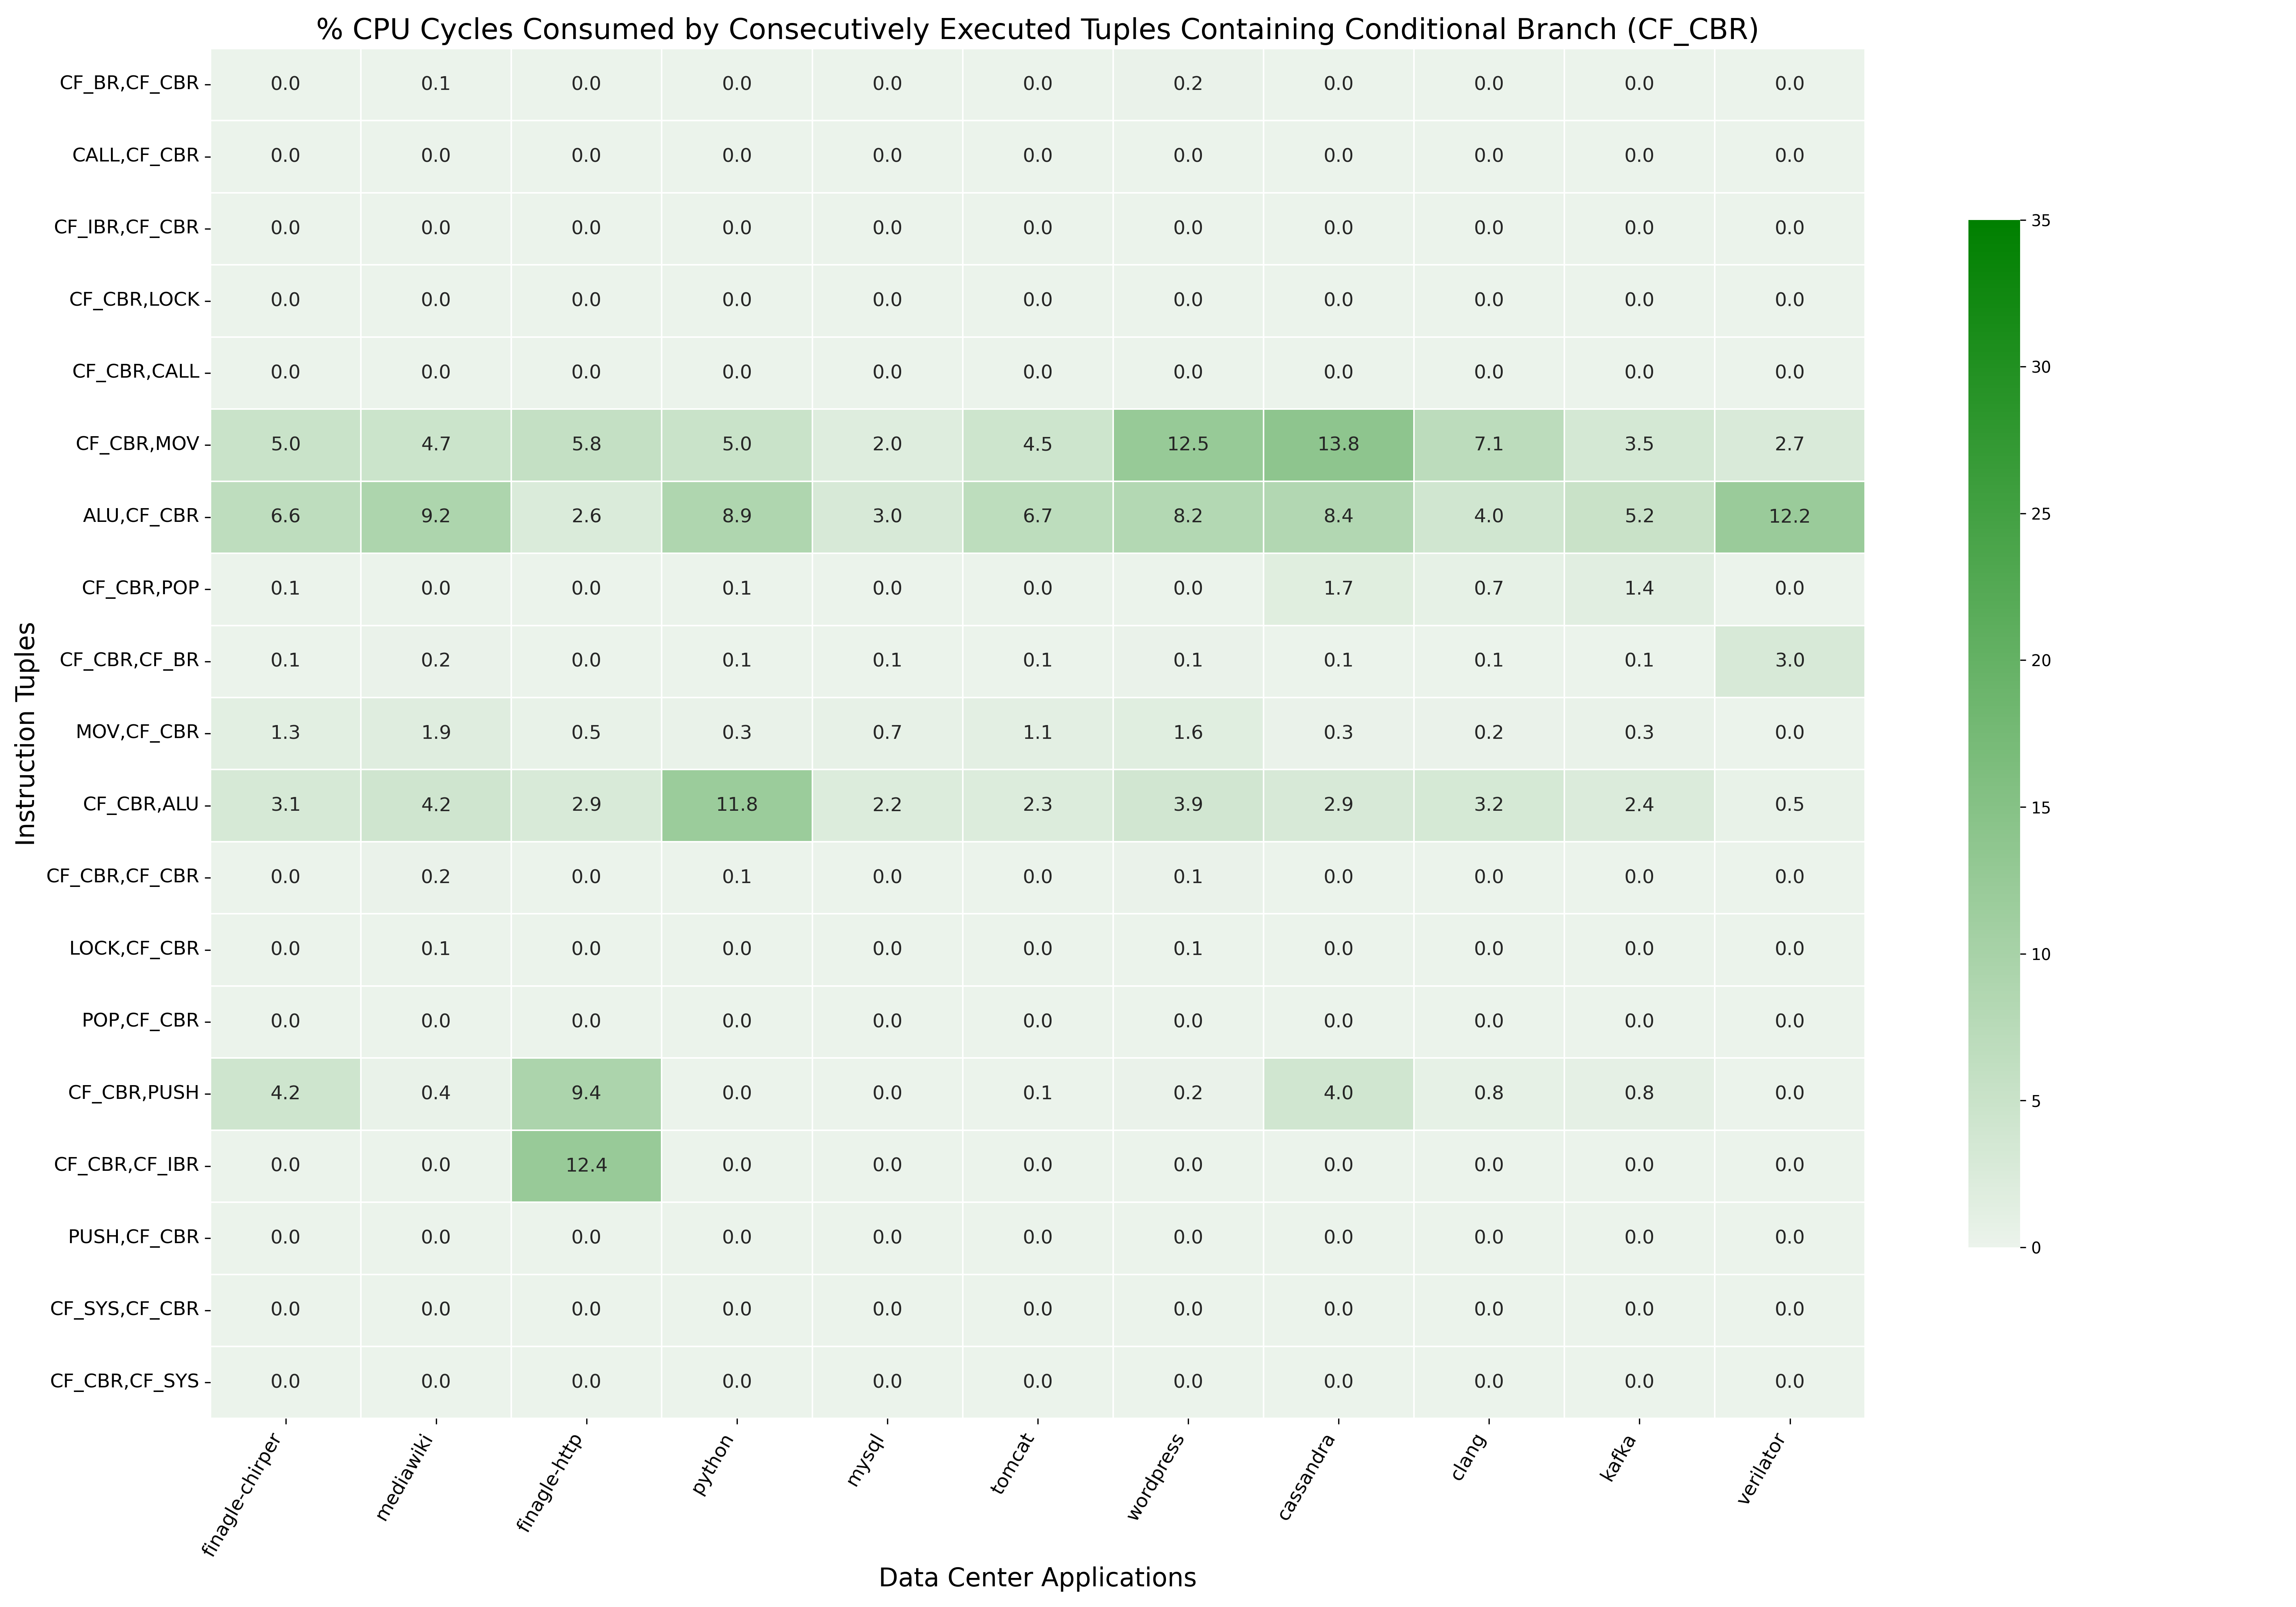 % CPU Cycles Consumed by Consecutively Executed Tuples Containing Conditional Branch (CF_CBR)
Instruction Tuples
CF_BR,CF_CBR 0.0 0.1 0.0 0.0 0.0 0.0 0.2 0.0 0.0 0.0 0.0
CALL,CF_CBR 0.0 0.0 0.0 0.0 0.0 0.0 0.0 0.0 0.0 0.0 0.0
CF_IBR,CF_CBR 0.0 0.0 0.0 0.0 0.0 0.0 0.0 0.0 0.0 0.0 0.0
CF_CBR,LOCK 0.0 0.0 0.0 0.0 0.0 0.0 0.0 0.0 0.0 0.0 0.0
CF_CBR,CALL 0.0 0.0 0.0 0.0 0.0 0.0 0.0 0.0 0.0 0.0 0.0
CF_CBR,MOV 5.0 4.7 5.8 5.0 2.0 4.5 12.5 13.8 7.1 3.5 2.7
ALU,CF_CBR 6.6 9.2 2.6 8.9 3.0 6.7 8.2 8.4 4.0 5.2 12.2
CF_CBR,POP 0.1 0.0 0.0 0.1 0.0 0.0 0.0 1.7 0.7 1.4 0.0
CF_CBR,CF_BR 0.1 0.2 0.0 0.1 0.1 0.1 0.1 0.1 0.1 0.1 3.0
MOV,CF_CBR 1.3 1.9 0.5 0.3 0.7 1.1 1.6 0.3 0.2 0.3 0.0
CF_CBR,ALU 3.1 4.2 2.9 11.8 2.2 2.3 3.9 2.9 3.2 2.4 0.5
CF_CBR,CF_CBR 0.0 0.2 0.0 0.1 0.0 0.0 0.1 0.0 0.0 0.0 0.0
LOCK,CF_CBR 0.0 0.1 0.0 0.0 0.0 0.0 0.1 0.0 0.0 0.0 0.0
POP,CF_CBR 0.0 0.0 0.0 0.0 0.0 0.0 0.0 0.0 0.0 0.0 0.0
CF_CBR,PUSH 4.2 0.4 9.4 0.0 0.0 0.1 0.2 4.0 0.8 0.8 0.0
CF_CBR,CF_IBR 0.0 0.0 12.4 0.0 0.0 0.0 0.0 0.0 0.0 0.0 0.0
PUSH,CF_CBR 0.0 0.0 0.0 0.0 0.0 0.0 0.0 0.0 0.0 0.0 0.0
CF_SYS,CF_CBR 0.0 0.0 0.0 0.0 0.0 0.0 0.0 0.0 0.0 0.0 0.0
CF_CBR,CF_SYS 0.0 0.0 0.0 0.0 0.0 0.0 0.0 0.0 0.0 0.0 0.0
finagle-chirper mediawiki finagle-http python mysql tomcat wordpress cassandra clang kafka verilator
Data Center Applications
35
30
25
20
15
10
5
0